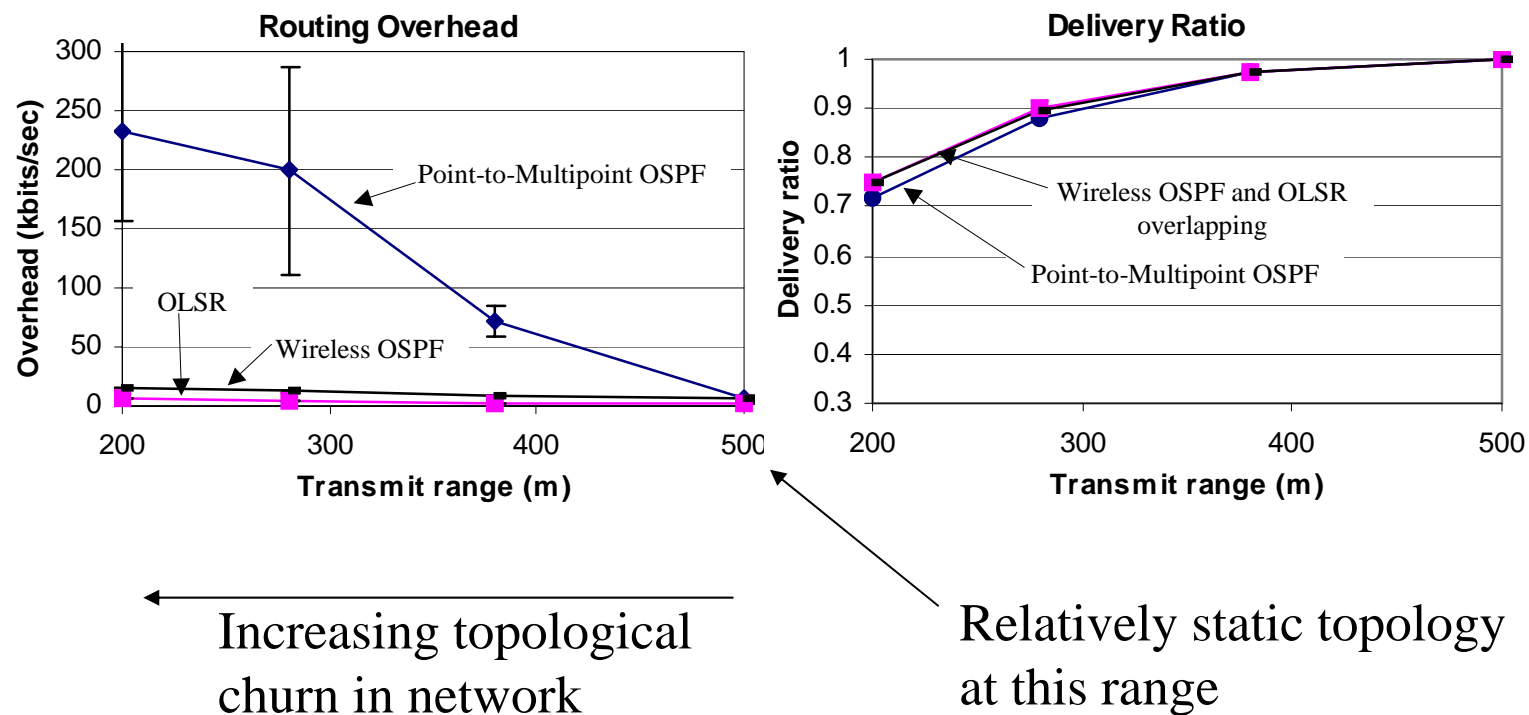 Routing Overhead
300
250
200
150
100
50
0
Overhead (kbits/sec)
Point-to-Multipoint OSPF
OLSR
Wireless OSPF
200
300
400
500
Transmit range (m)
Delivery Ratio
1
0.9
0.8
0.7
0.6
0.5
0.4
0.3
Delivery ratio
Wireless OSPF and OLSR
overlapping
Point-to-Multipoint OSPF
200
300
400
500
Transmit range (m)
Increasing topological
churn in network
Relatively static topology
at this range